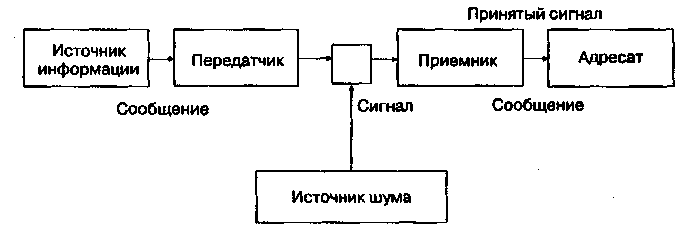 Принятый сигнал
Источник
информации
Передатчик
Приемник
Адресат
Сообщение
Сигнал
Сообщение
Источник шума